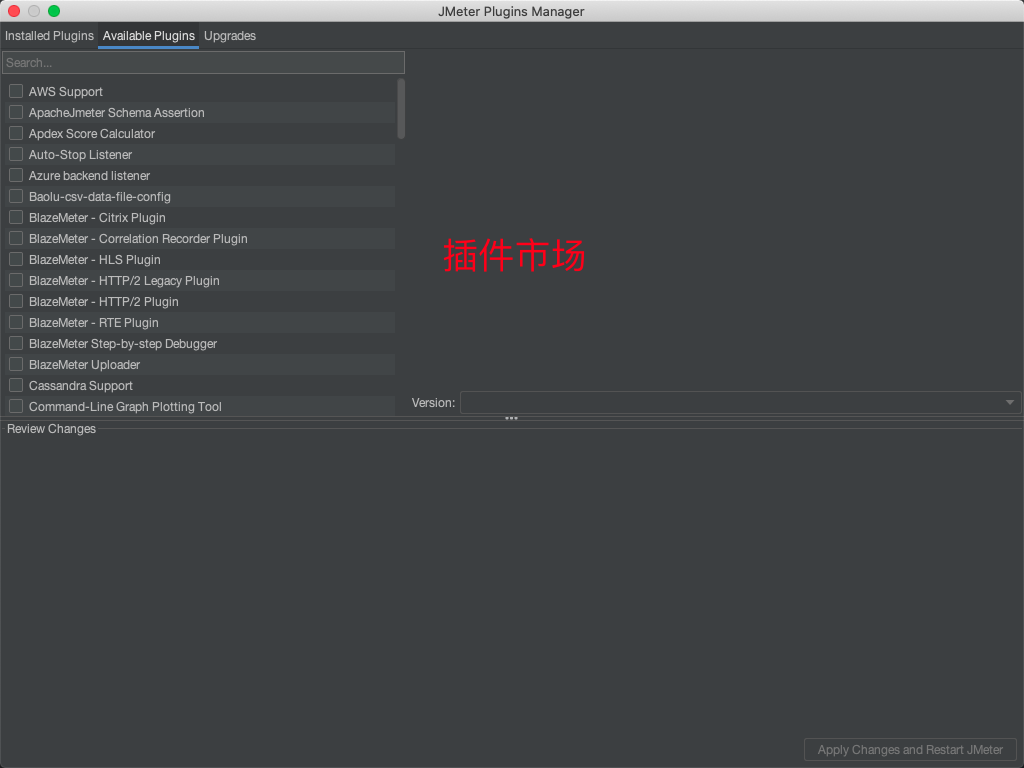 JMeter Plugins Manager
Installed Plugins Available Plugins Upgrades
Search...
AWS Support
ApacheJmeter Schema Assertion
Apdex Score Calculator
Auto-Stop Listener
Azure backend listener
Baolu-csv-data-file-config
BlazeMeter - Citrix Plugin
BlazeMeter - Correlation Recorder Plugin
BlazeMeter - HLS Plugin
BlazeMeter - HTTP/2 Legacy Plugin
BlazeMeter - HTTP/2 Plugin
BlazeMeter - RTE Plugin
BlazeMeter Step-by-step Debugger
BlazeMeter Uploader
Cassandra Support
Command-Line Graph Plotting Tool
插件市场
Version:
Review Changes
Apply Changes and Restart JMeter